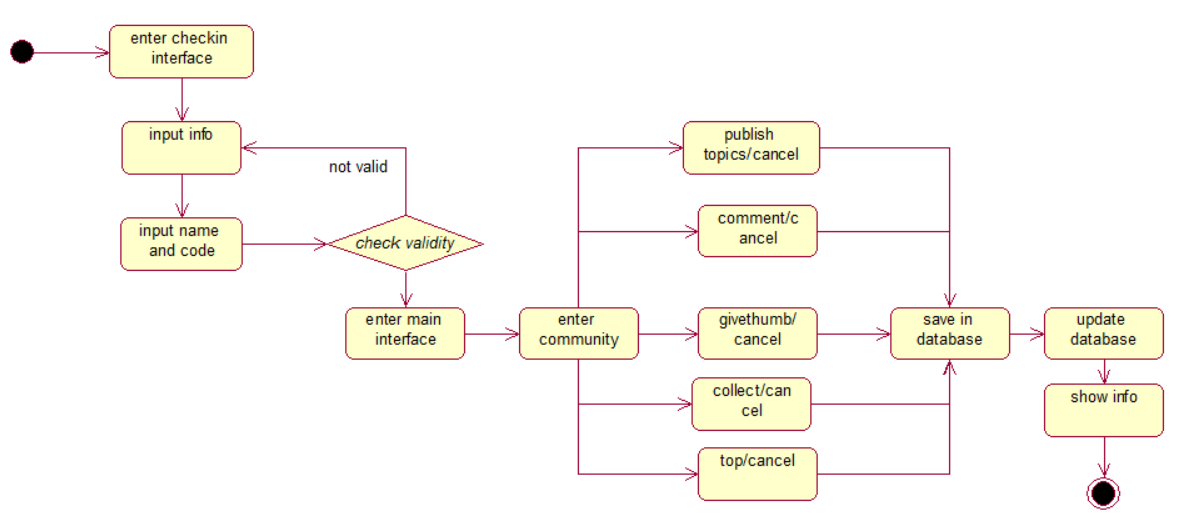 enter checkin
interface
input info
not valid
input name
and code
check validity
enter main
interface
enter
community
publish
topics/cancel
comment/c
ancel
givethumb/
cancel
collect/can
cel
top/cancel
save in
database
update
database
show info